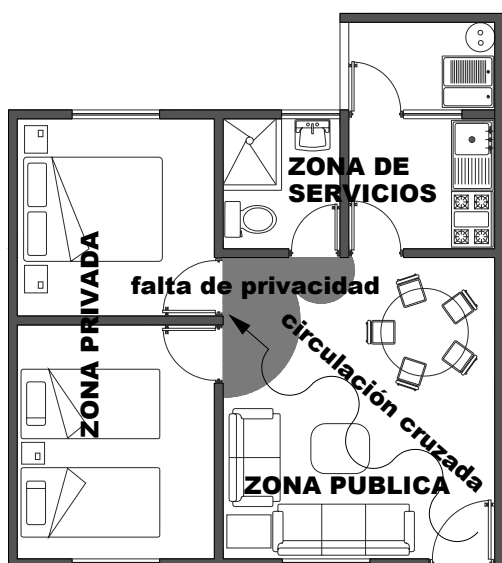 ZONA DE
SERVICIOS
falta de privacidad
ZONA PRIVADA
circulación cruzada
ZONA PUBLICA